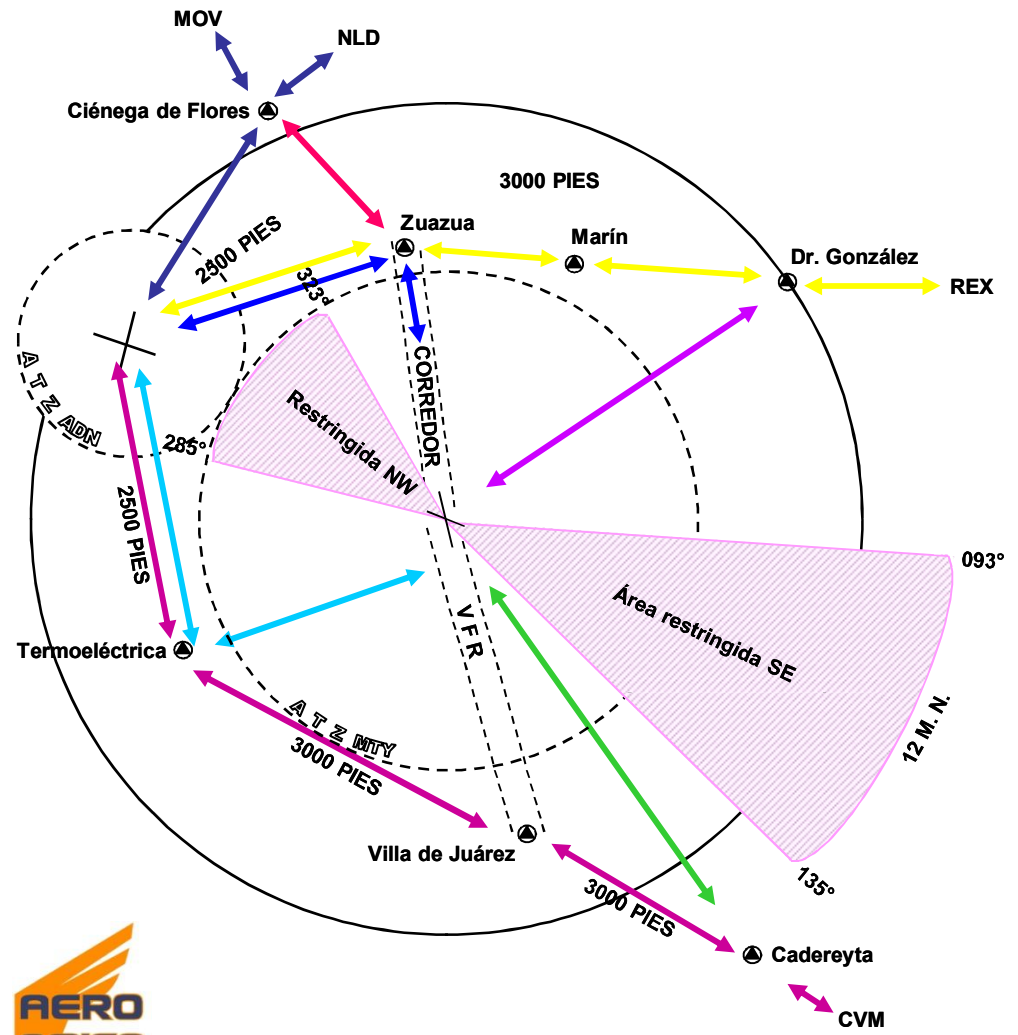 MOV
NLD
Ciénega de Flores
3000 PIES
Zuazua
Marín
Dr. González
REX
2500 PIES
323°
A T Z ADN
285°
CORREDOR
Restringida NW
093°
Área restringida SE
2500 PIES
V F R
Termoeléctrica
A T Z MTY
12 M. N.
3000 PIES
Villa de Juárez
135°
3000 PIES
Cadereyta
CVM
AERO